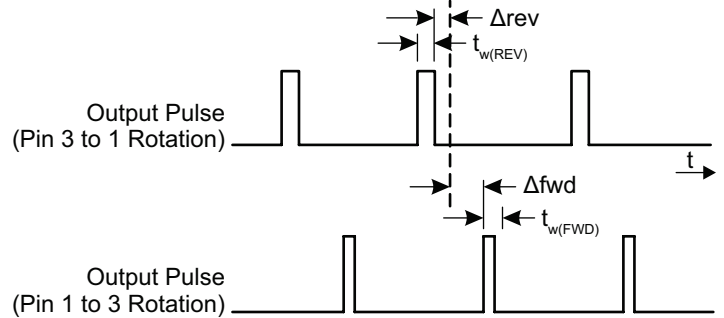 Δrev
t_w(REV)
Output Pulse
(Pin 3 to 1 Rotation)
t
Δfwd
t_w(FWD)
Output Pulse
(Pin 1 to 3 Rotation)